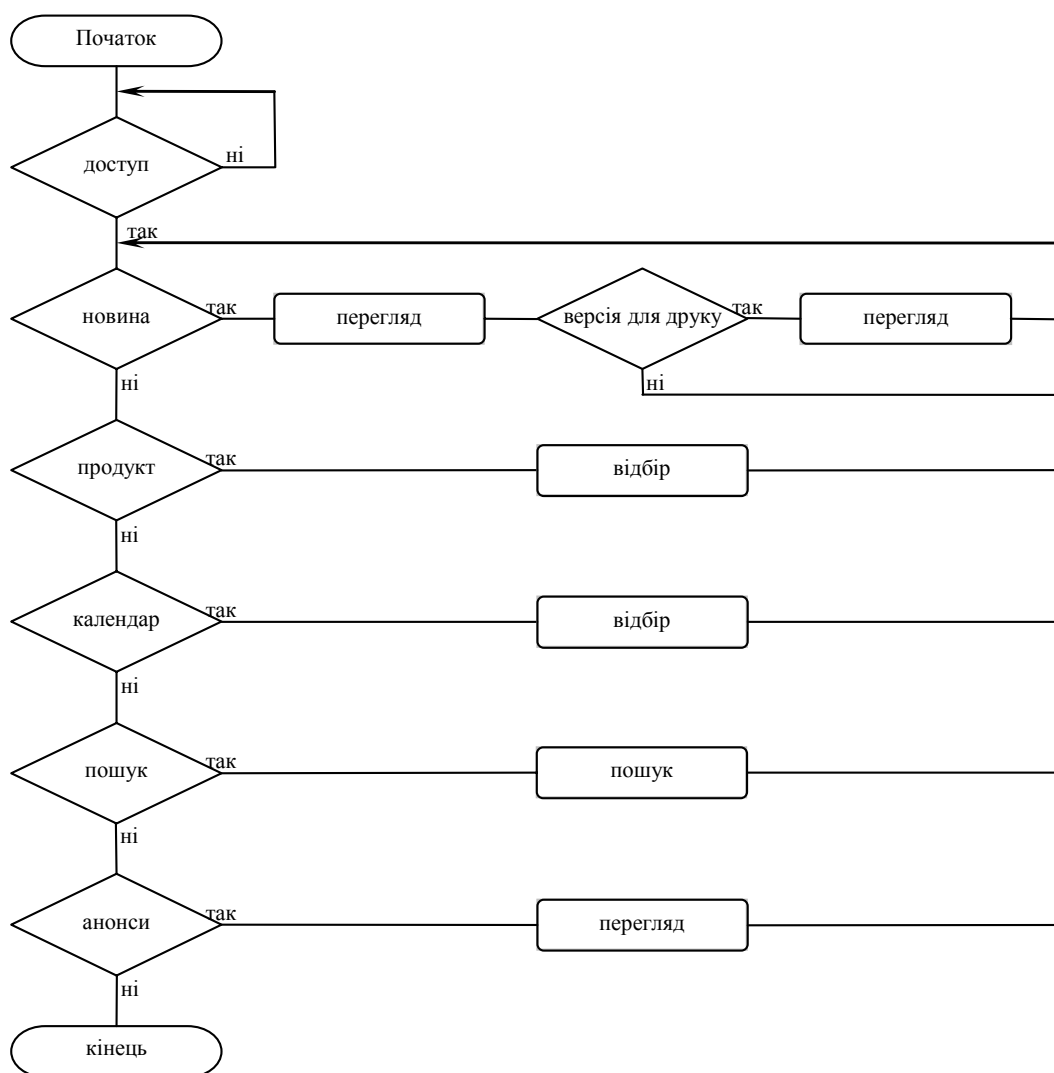 Початок
доступ
ні
так
новина
так
перегляд
версія для друку
так
перегляд
ні
ні
продукт
так
відбір
ні
календар
так
відбір
ні
пошук
так
пошук
ні
анонси
так
перегляд
ні
кінець